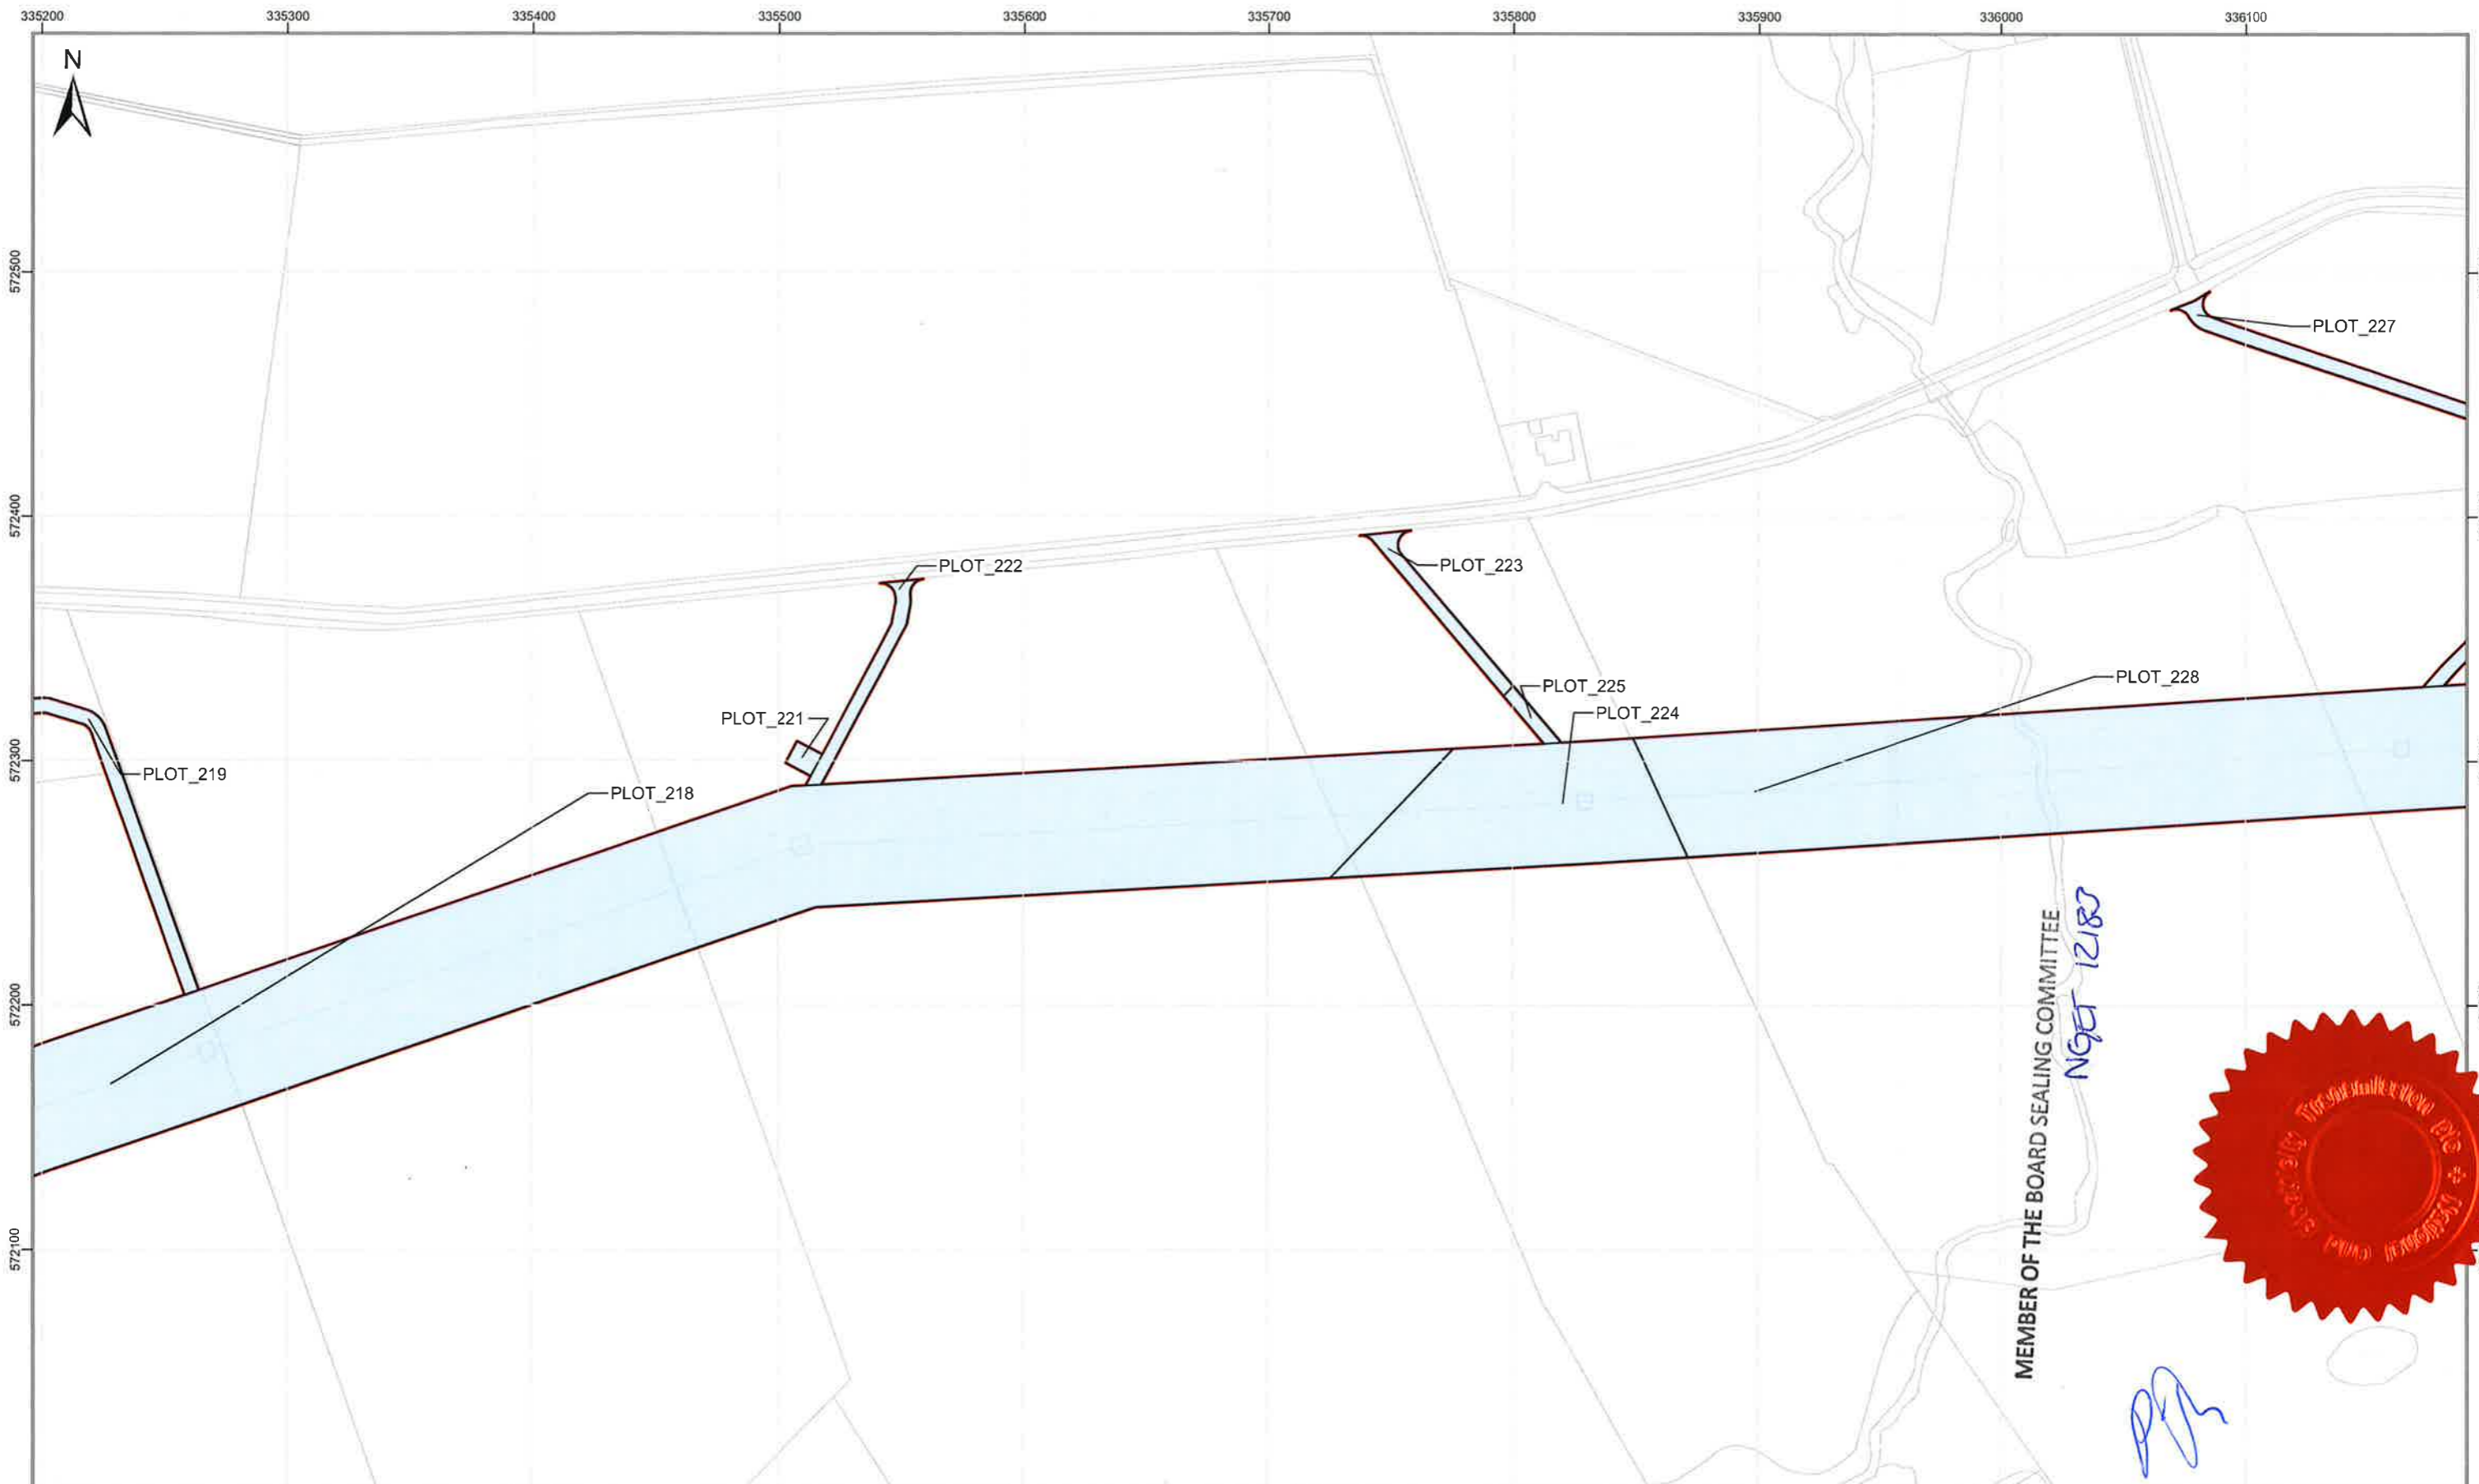 335200 335300 335400 335500 335600 335700 335800 335900 336000 336100
N
572500
572400
572300
572200
572100
PLOT_227
PLOT_222
PLOT_223
PLOT_228
PLOT_225
PLOT_224
PLOT_221
PLOT_219
PLOT_218
MEMBER OF THE BOARD SEALING COMMITTEE
NGET 12183